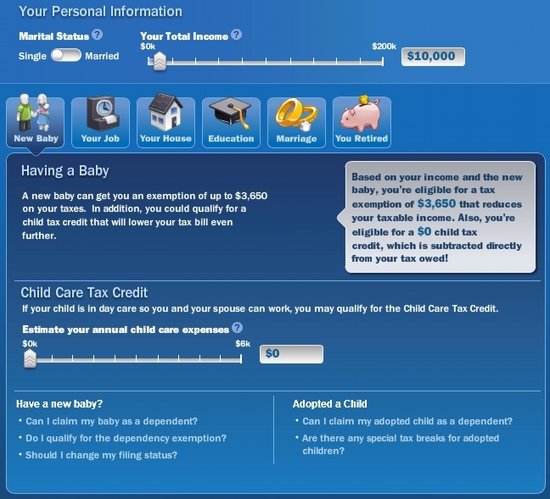 Your Personal Information
Marital Status ?
Your Total Income ?
Single
Married
$0k
$200k
$10,000
New Baby
Your Job
Your House
Education
Marriage
You Retired
Having a Baby
A new baby can get you an exemption of up to $3,650
on your taxes. In addition, you could qualify for a
child tax credit that will lower your tax bill even
further.
Based on your income and the new
baby, you're eligible for a tax
exemption of $3,650 that reduces
your taxable income. Also, you're
eligible for a $0 child tax
credit, which is subtracted directly
from your tax owed!
Child Care Tax Credit
If your child is in day care so you and your spouse can work, you may qualify for the Child Care Tax Credit.
Estimate your annual child care expenses ?
$0k
$6k
$0
Have a new baby?
• Can I claim my baby as a dependent?
• Do I qualify for the dependency exemption?
• Should I change my filing status?
Adopted a Child
• Can I claim my adopted child as a dependent?
• Are there any special tax breaks for adopted
children?